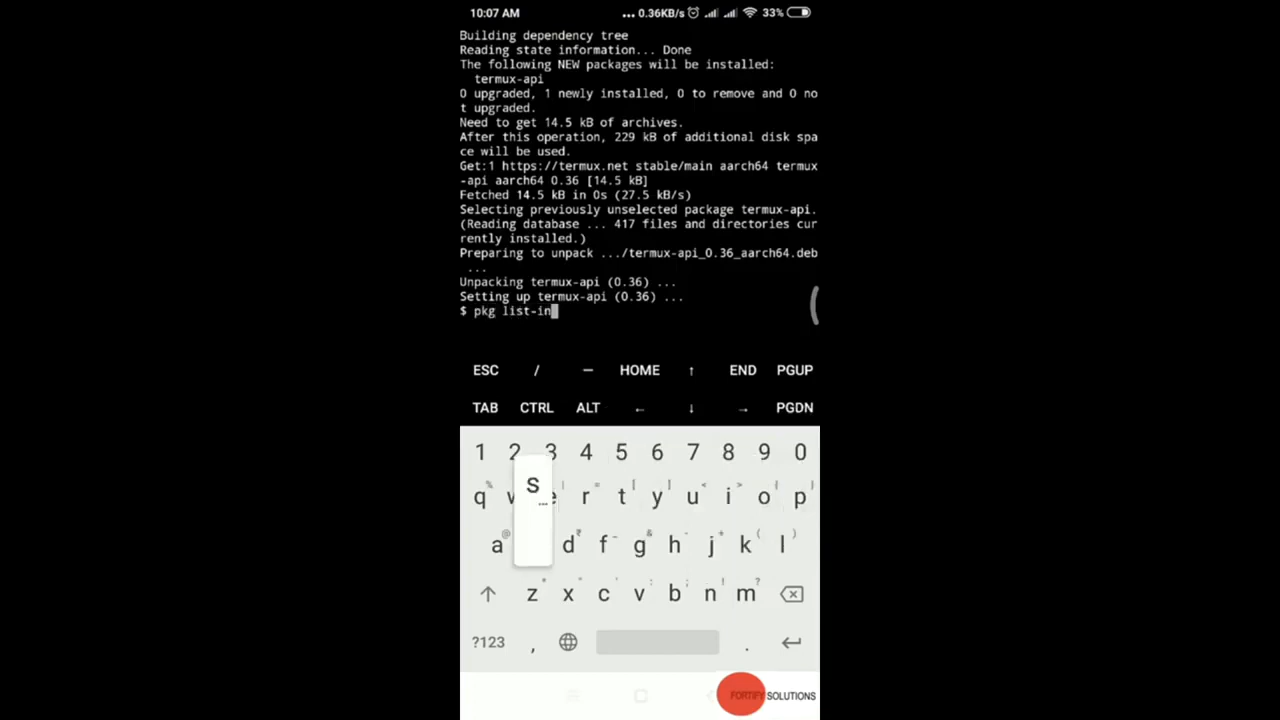 10:07 AM ... 0.36KB/s 33%
Building dependency tree
Reading state information... Done
The following NEW packages will be installed:
termux-api
0 upgraded, 1 newly installed, 0 to remove and 0 no
t upgraded.
Need to get 14.5 kB of archives.
After this operation, 229 kB of additional disk spa
ce will be used.
Get:1 https://termux.net stable/main aarch64 termux
-api aarch64 0.36 [14.5 kB]
Fetched 14.5 kB in 0s (27.5 kB/s)
Selecting previously unselected package termux-api.
(Reading database ... 417 files and directories cur
rently installed.)
Preparing to unpack .../termux-api_0.36_aarch64.deb
...
Unpacking termux-api (0.36) ...
Setting up termux-api (0.36) ...
$ pkg list-in
ESC / — HOME ↑ END PGUP
TAB CTRL ALT ← ↓ → PGDN
1 2 3 4 5 6 7 8 9 0
q w e r t y u i o p
s
a d f g h j k l
z x c v b n m
?123 , .
FORTIFY SOLUTIONS